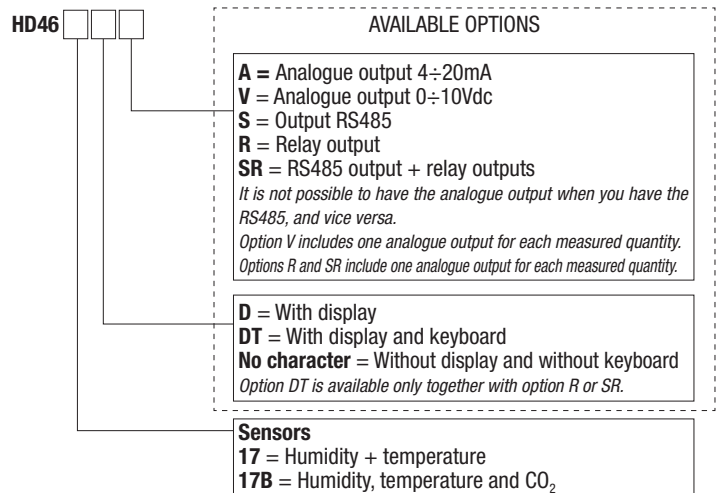 HD46
AVAILABLE OPTIONS
A = Analogue output 4÷20mA
V = Analogue output 0÷10Vdc
S = Output RS485
R = Relay output
SR = RS485 output + relay outputs
It is not possible to have the analogue output when you have the
RS485, and vice versa.
Option V includes one analogue output for each measured quantity.
Options R and SR include one analogue output for each measured quantity.
D = With display
DT = With display and keyboard
No character = Without display and without keyboard
Option DT is available only together with option R or SR.
Sensors
17 = Humidity + temperature
17B = Humidity, temperature and CO₂